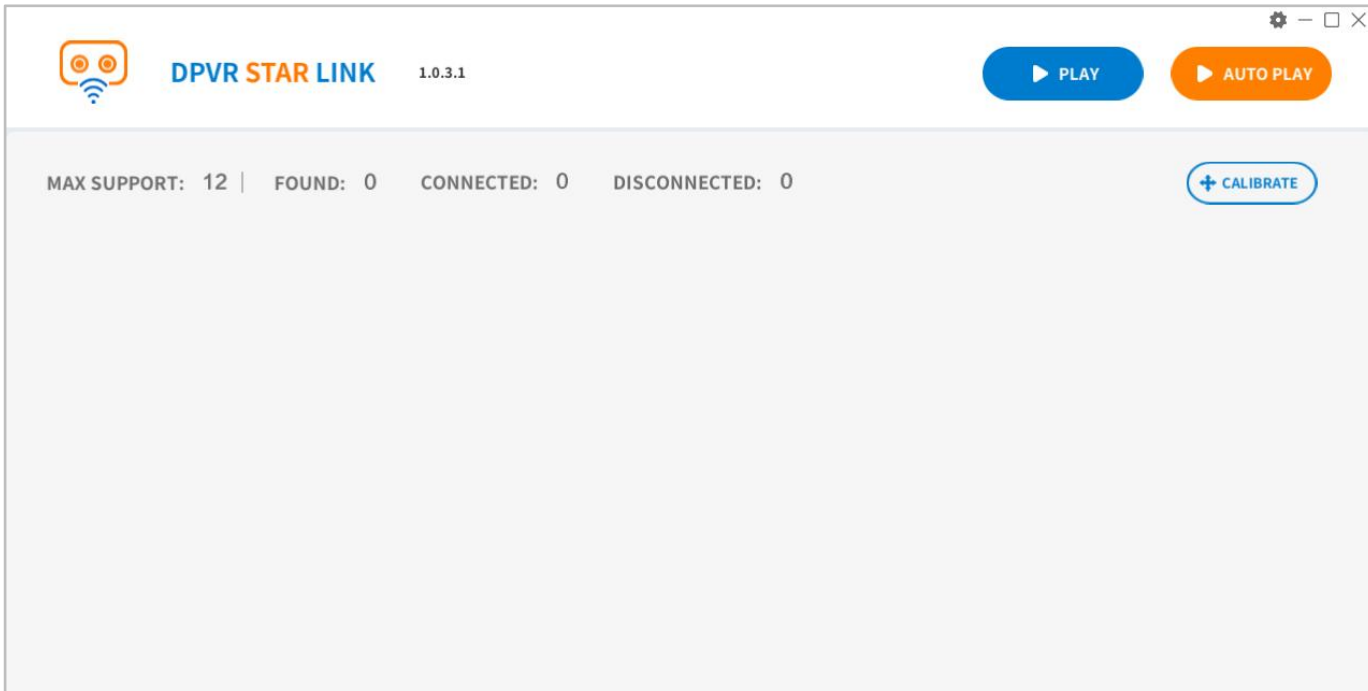 DPVR STAR LINK 1.0.3.1 PLAY AUTO PLAY
MAX SUPPORT: 12 | FOUND: 0 CONNECTED: 0 DISCONNECTED: 0 CALIBRATE